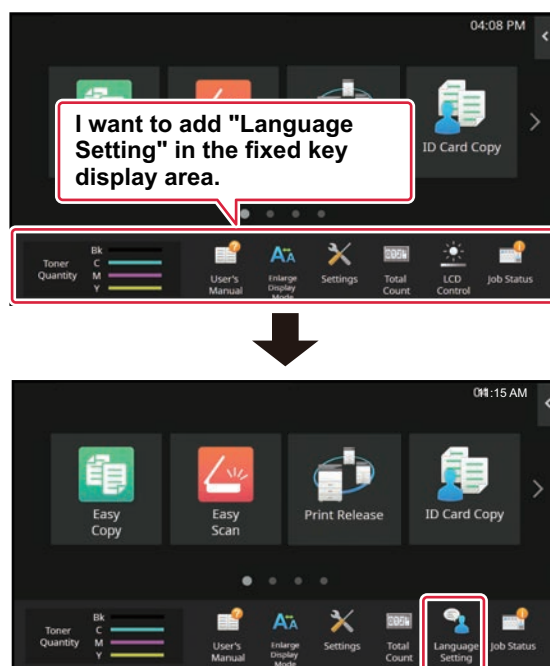 04:08 PM
I want to add "Language
Setting" in the fixed key
display area.
ID Card Copy
Toner
Quantity
Bk
C
M
Y
User's
Manual
Enlarge
Display
Mode
Settings
Total
Count
LCD
Control
Job Status
:15 AM
Easy
Copy
Easy
Scan
Print Release
ID Card Copy
Toner
Quantity
Bk
C
M
Y
User's
Manual
Enlarge
Display
Mode
Settings
Total
Count
Language
Setting
Job Status